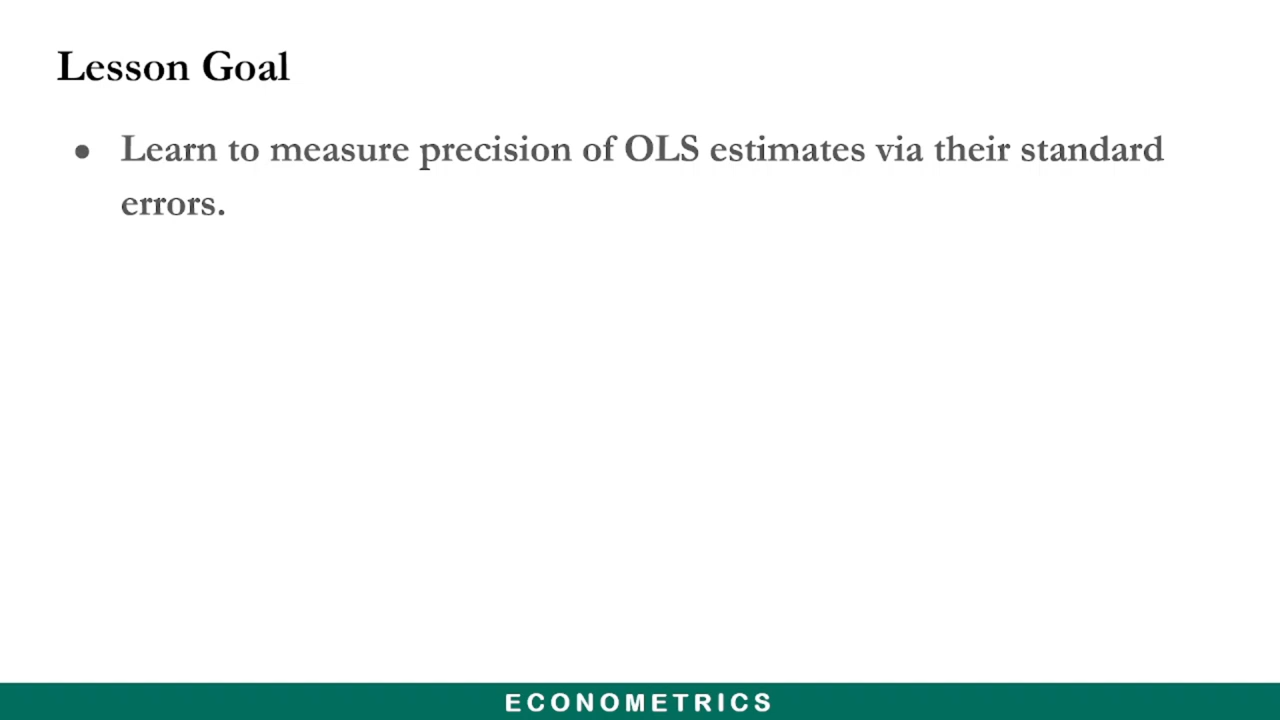 Lesson Goal
● Learn to measure precision of OLS estimates via their standard
errors.
ECONOMETRICS